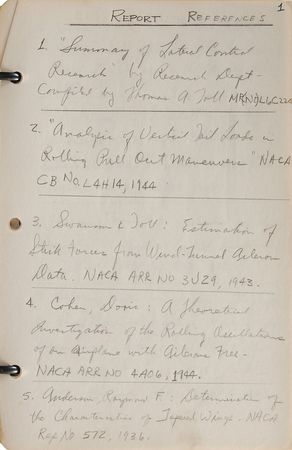 1
REPORT REFERENCES
1. "Summary of Lateral Control
Research" by Research Dept -
Compiled by Thomas A. Toll
2. "Analysis of Vertical Tail Loads in
Rolling Pull Out Maneuvers" NACA
CB No. L4H14, 1944
3. Swanson & Toll: Estimation of
Stick Forces from Wind-Tunnel Aileron
Data. NACA ARR NO 3J29, 1943.
4. Cohen, Doris: A Theoretical
Investigation of the Rolling Oscillations
of an Airplane with Ailerons Free-
NACA ARR NO 4A06, 1944.
5. Anderson, Raymond F.: Determination of
the Characteristics of Tapered Wings. NACA
Rep No 572, 1936.